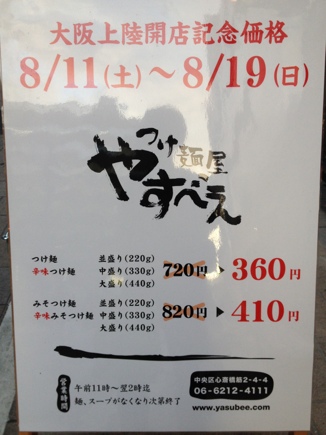 大阪上陸開店記念価格
8/11(土)～8/19(日)
つけ麺屋
やすべえ
つけ麺 並盛り(220g)
辛味つけ麺 中盛り(330g) 720円 ▶ 360円
大盛り(440g)
みそつけ麺 並盛り(220g)
辛味みそつけ麺 中盛り(330g) 820円 ▶ 410円
大盛り(440g)
営業時間
午前11時～翌2時迄
麺、スープがなくなり次第終了
中央区心斎橋筋2-4-4
06-6212-4111
www.yasubee.com